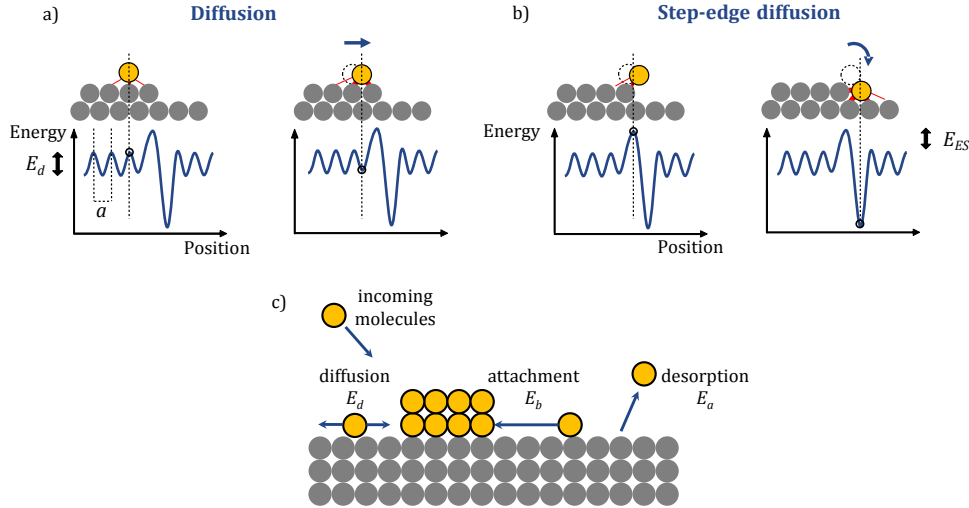 a)
Diffusion
b)
Step-edge diffusion
Energy
E_d
a
Position
Energy
Position
E_ES
c)
incoming
molecules
diffusion
E_d
attachment
E_b
desorption
E_a